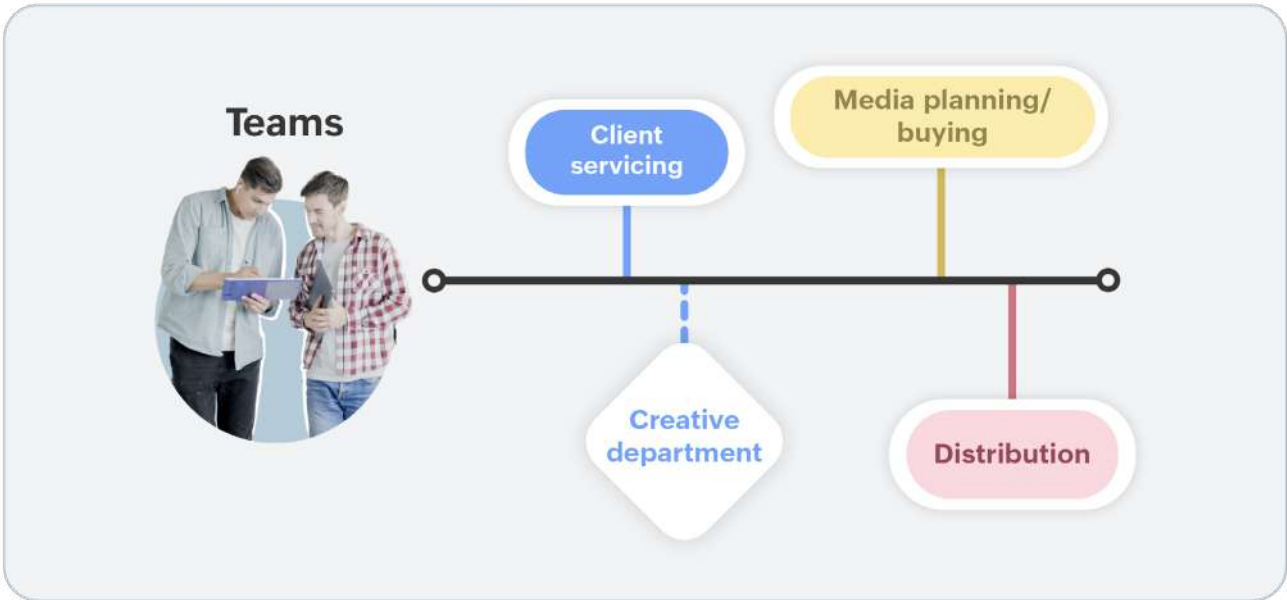 Teams
Client
servicing
Media planning/
buying
Creative
department
Distribution